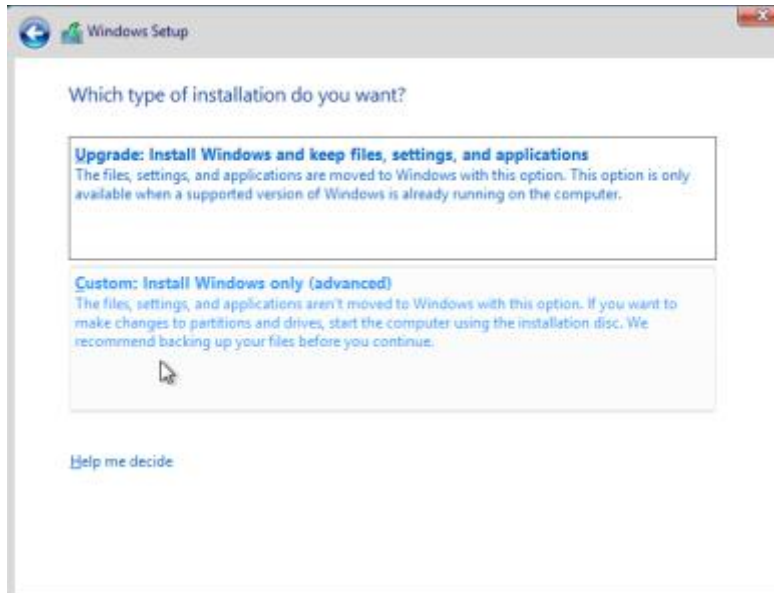 Windows Setup
Which type of installation do you want?
Upgrade: Install Windows and keep files, settings, and applications
The files, settings, and applications are moved to Windows with this option. This option is only
available when a supported version of Windows is already running on the computer.
Custom: Install Windows only (advanced)
The files, settings, and applications aren't moved to Windows with this option. If you want to
make changes to partitions and drives, start the computer using the installation disc. We
recommend backing up your files before you continue.
Help me decide